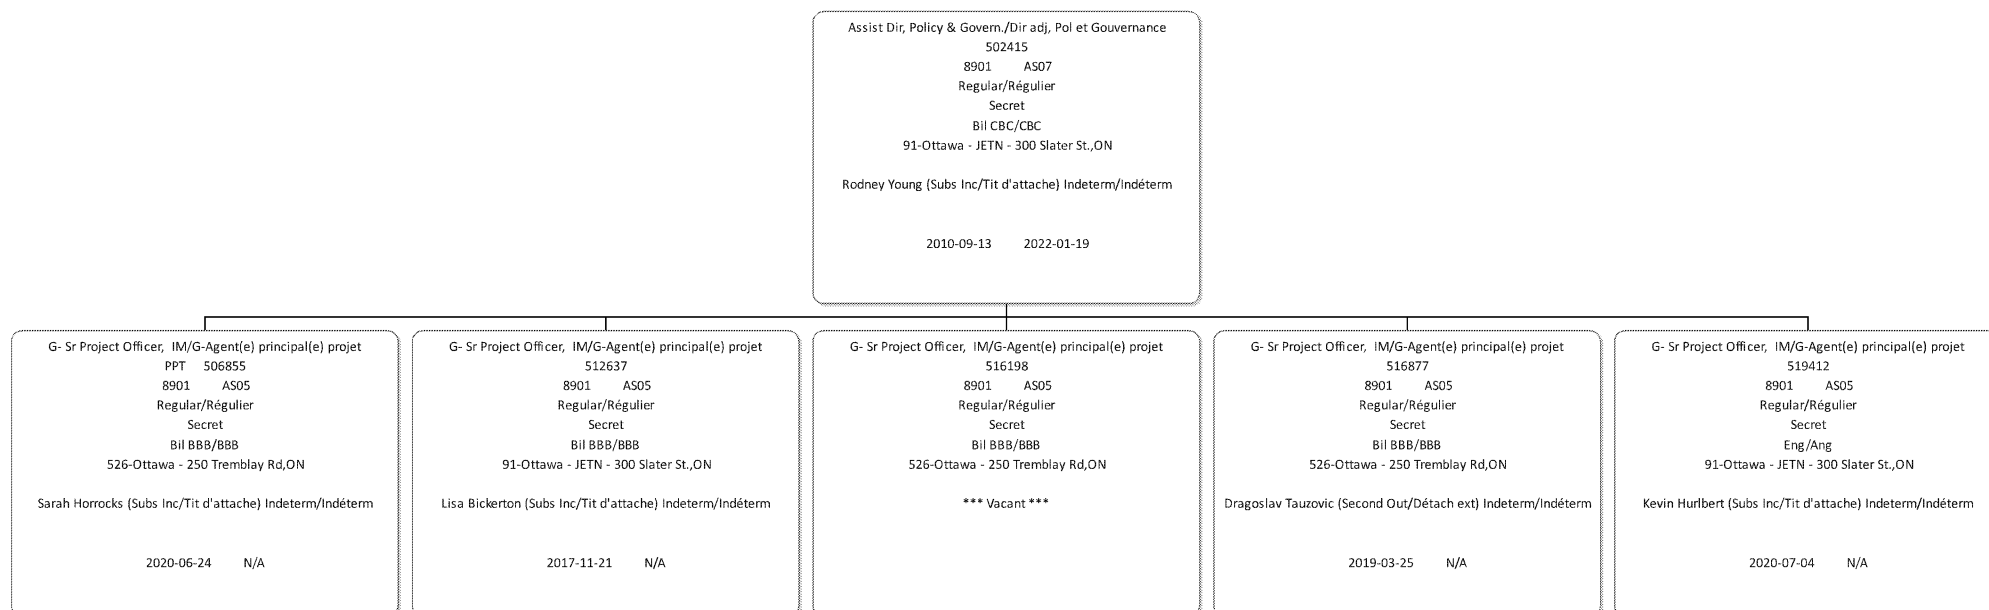 Assist Dir, Policy & Govern./Dir adj, Pol et Gouvernance
502415
8901 AS07
Regular/Régulier
Secret
Bil CBC/CBC
91-Ottawa - JETN - 300 Slater St.,ON
Rodney Young (Subs Inc/Tit d'attache) Indeterm/Indéterm
2010-09-13 2022-01-19
G- Sr Project Officer, IM/G-Agent(e) principal(e) projet
PPT 506855
8901 AS05
Regular/Régulier
Secret
Bil BBB/BBB
526-Ottawa - 250 Tremblay Rd,ON
Sarah Horrocks (Subs Inc/Tit d'attache) Indeterm/Indéterm
2020-06-24 N/A
G- Sr Project Officer, IM/G-Agent(e) principal(e) projet
512637
8901 AS05
Regular/Régulier
Secret
Bil BBB/BBB
91-Ottawa - JETN - 300 Slater St.,ON
Lisa Bickerton (Subs Inc/Tit d'attache) Indeterm/Indéterm
2017-11-21 N/A
G- Sr Project Officer, IM/G-Agent(e) principal(e) projet
516198
8901 AS05
Regular/Régulier
Secret
Bil BBB/BBB
526-Ottawa - 250 Tremblay Rd,ON
*** Vacant ***
G- Sr Project Officer, IM/G-Agent(e) principal(e) projet
516877
8901 AS05
Regular/Régulier
Secret
Bil BBB/BBB
526-Ottawa - 250 Tremblay Rd,ON
Dragoslav Tauzovic (Second Out/Détach ext) Indeterm/Indéterm
2019-03-25 N/A
G- Sr Project Officer, IM/G-Agent(e) principal(e) projet
519412
8901 AS05
Regular/Régulier
Secret
Eng/Ang
91-Ottawa - JETN - 300 Slater St.,ON
Kevin Hurlbert (Subs Inc/Tit d'attache) Indeterm/Indéterm
2020-07-04 N/A